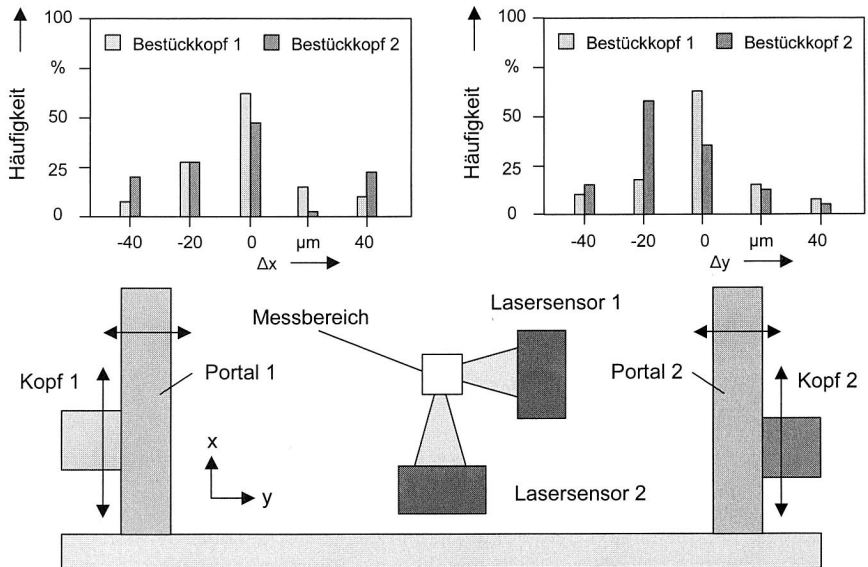 100
%
50
25
0
Häufigkeit
Bestückkopf 1 Bestückkopf 2
-40 -20 0 µm 40
Δx
100
%
50
25
0
Häufigkeit
Bestückkopf 1 Bestückkopf 2
-40 -20 0 µm 40
Δy
Messbereich
Lasersensor 1
Kopf 1
Portal 1
Portal 2
Kopf 2
x
y
Lasersensor 2